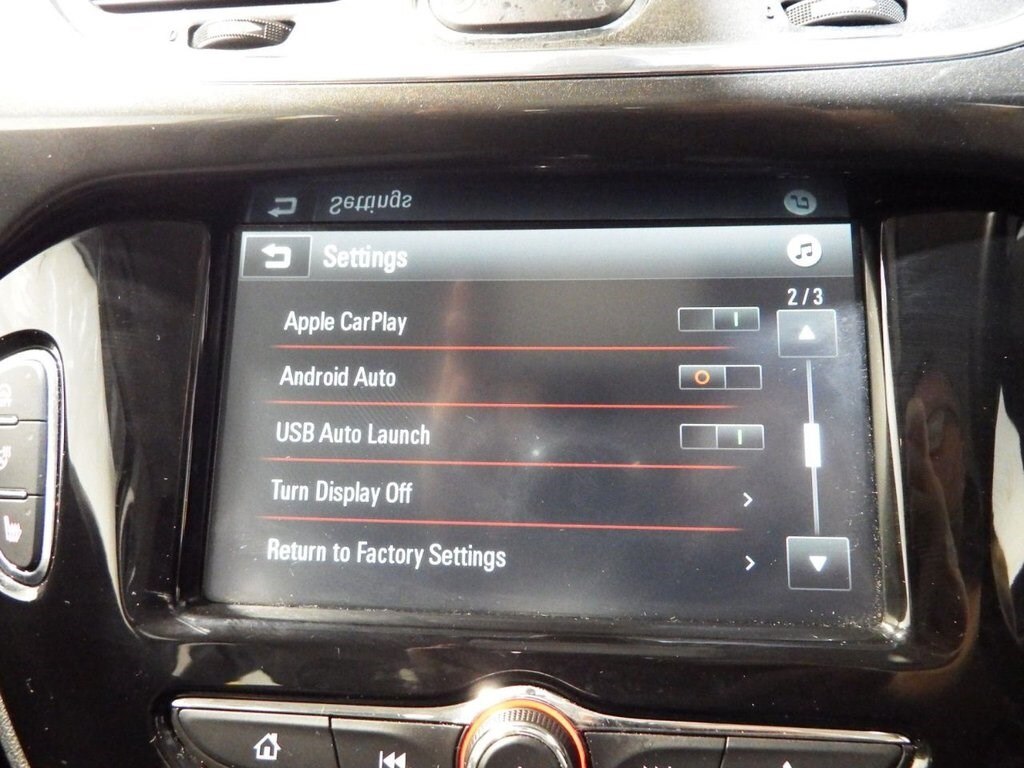 Settings
Settings
2/3
Apple CarPlay
Android Auto
USB Auto Launch
Turn Display Off
Return to Factory Settings